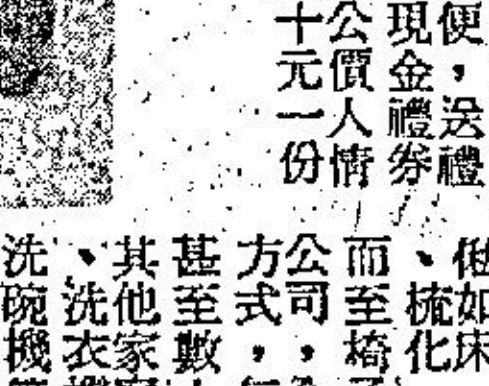 便，送禮
現金禮券
公價人情
十元一份
如床
、梳化
而至椅
公司，
方式，
甚至數
其他家
、洗衣機
洗碗機